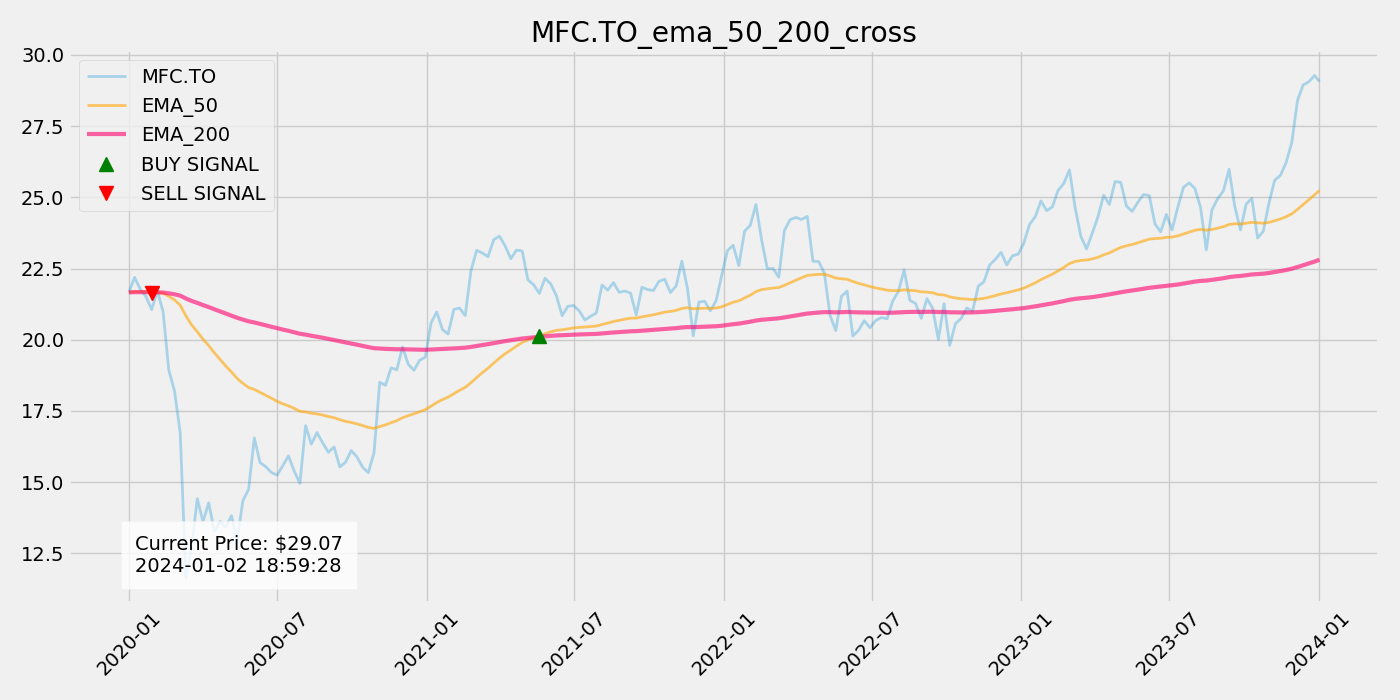 MFC.TO_ema_50_200_cross
30.0
27.5
25.0
22.5
20.0
17.5
15.0
12.5
MFC.TO
EMA_50
EMA_200
BUY SIGNAL
SELL SIGNAL
Current Price: $29.07
2024-01-02 18:59:28
2020-01
2020-07
2021-01
2021-07
2022-01
2022-07
2023-01
2023-07
2024-01